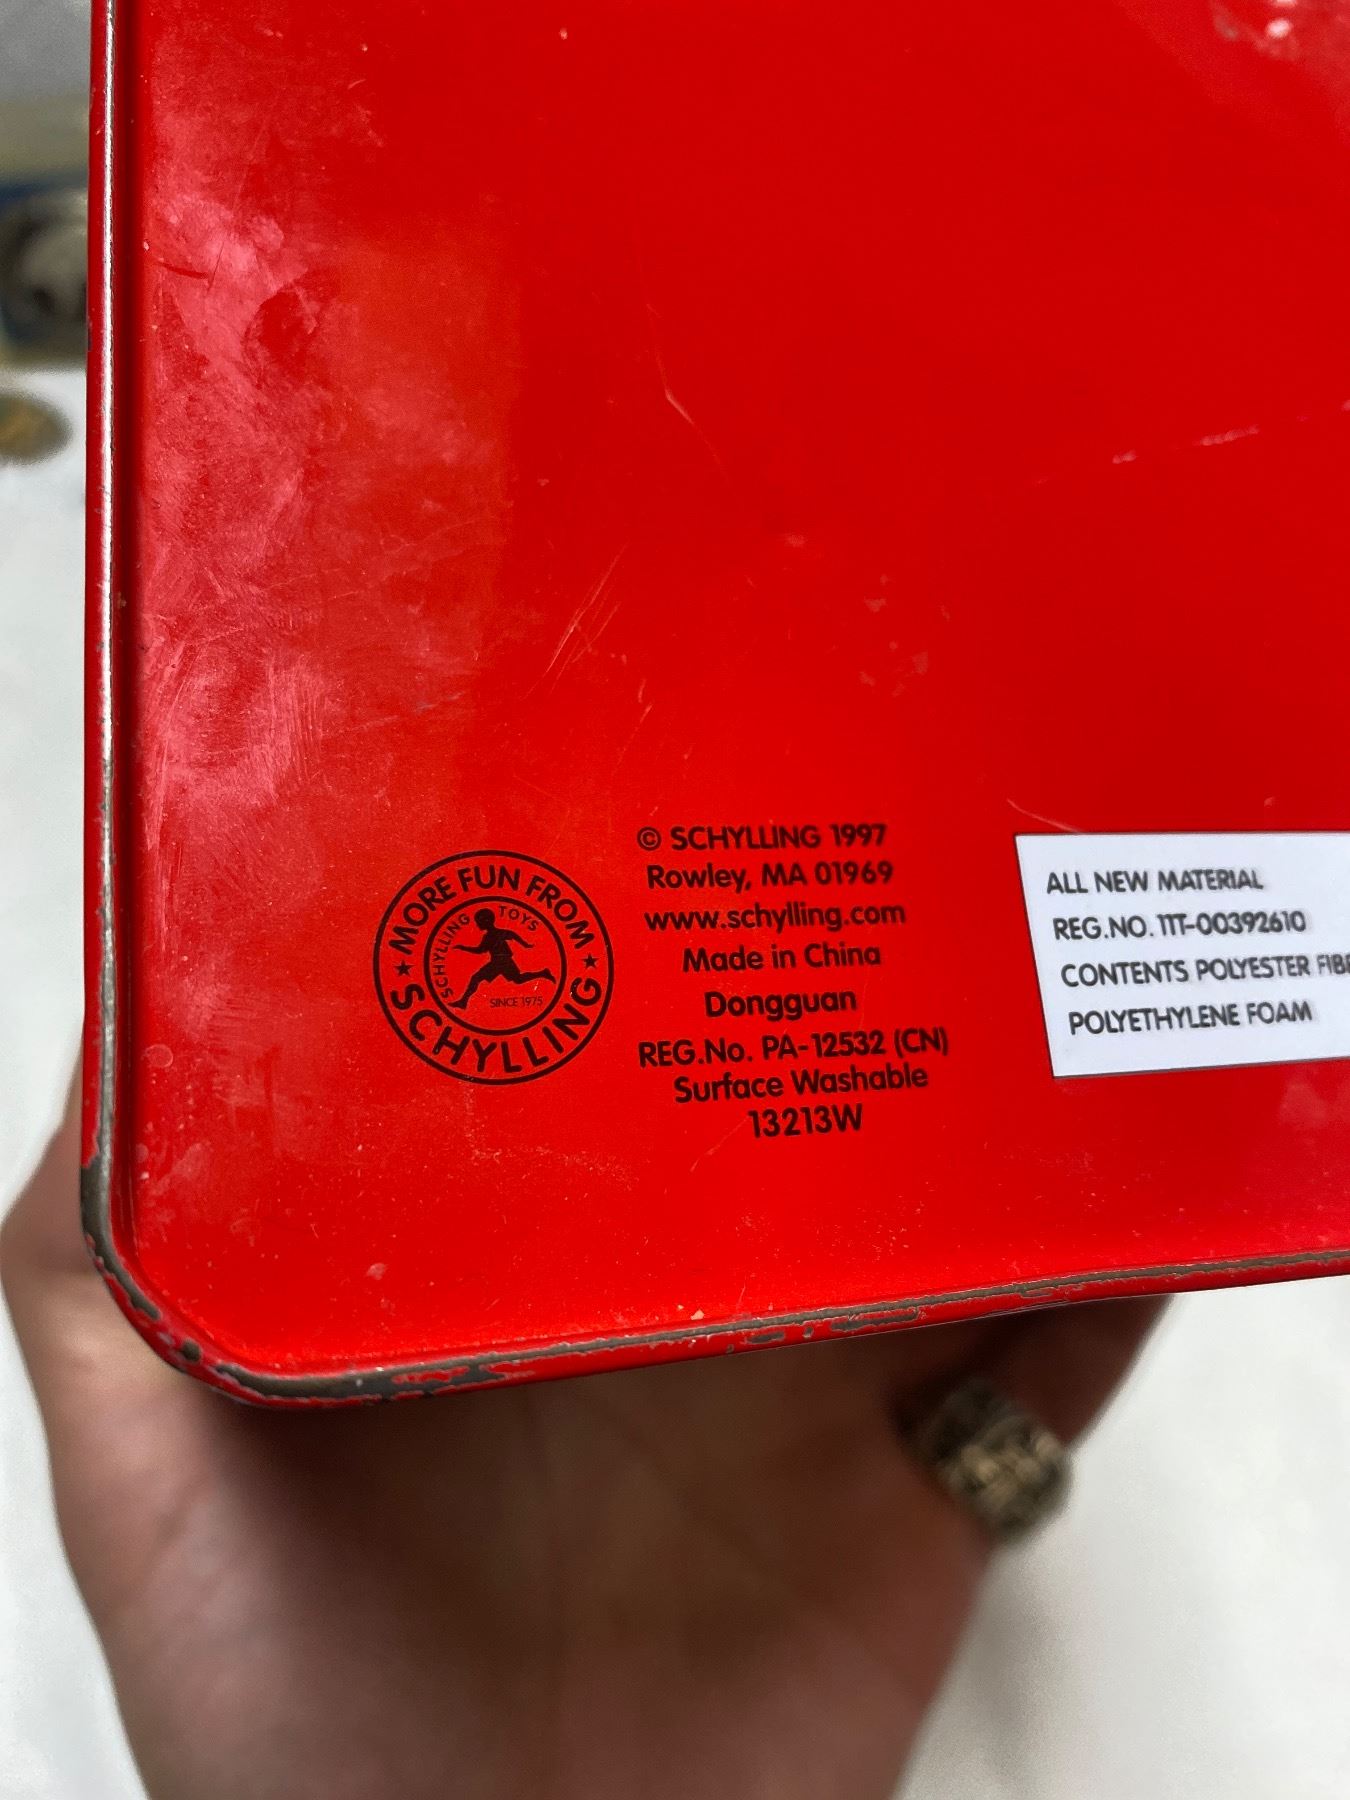 ★ MORE FUN FROM ★
SCHYLLING
SCHYLLING TOYS
SINCE 1975
© SCHYLLING 1997
Rowley, MA 01969
www.schylling.com
Made in China
Dongguan
REG.No. PA-12532 (CN)
Surface Washable
13213W
ALL NEW MATERIAL
REG.NO. 11T-00392610
CONTENTS POLYESTER
POLYETHYLENE FOAM